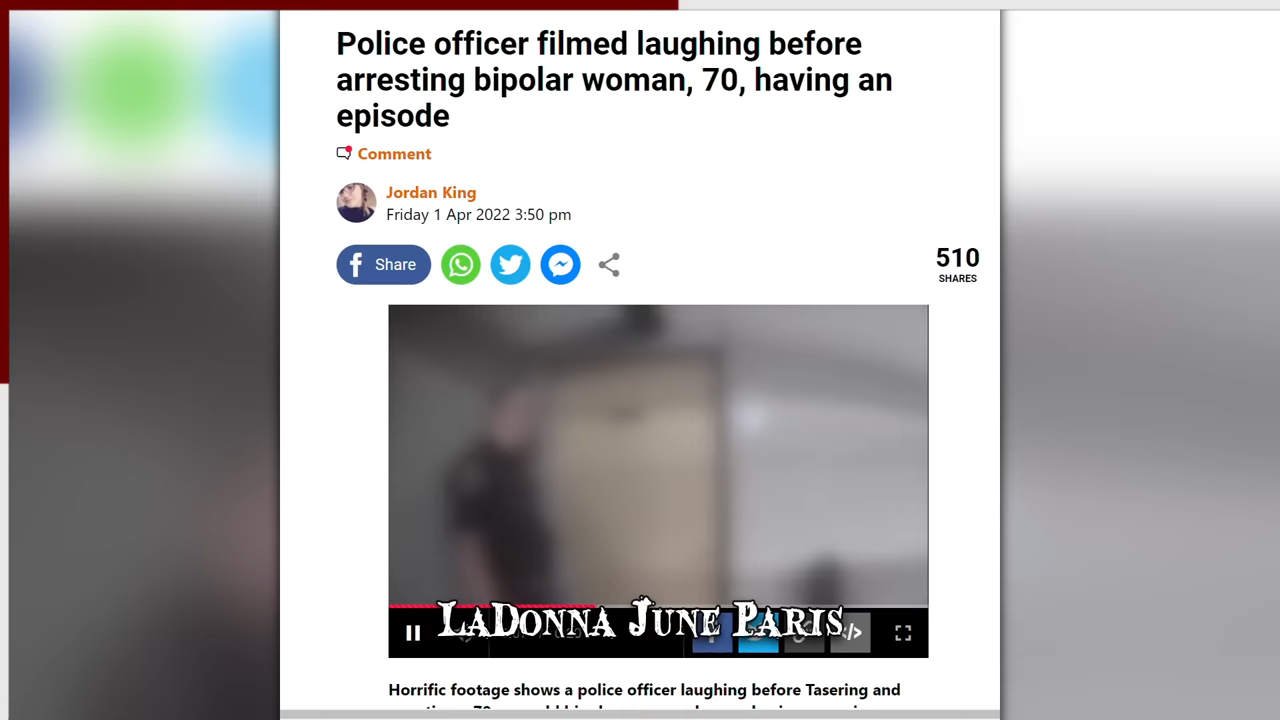 Police officer filmed laughing before
arresting bipolar woman, 70, having an
episode
Comment
Jordan King
Friday 1 Apr 2022 3:50 pm
f Share
510
SHARES
LaDonna June Paris
Horrific footage shows a police officer laughing before Tasering and